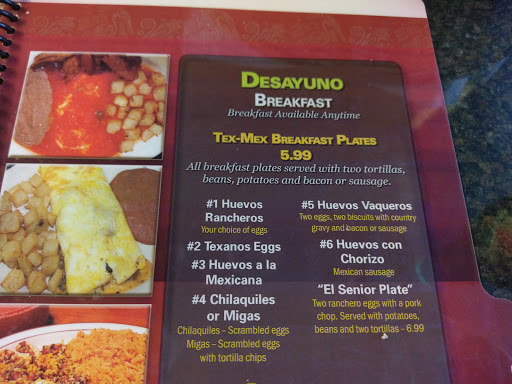 DESAYUNO
BREAKFAST
Breakfast Available Anytime
TEX-MEX BREAKFAST PLATES
5.99
All breakfast plates served with two tortillas,
beans, potatoes and bacon or sausage.
#1 Huevos
Rancheros
Your choice of eggs
#2 Texanos Eggs
#3 Huevos a la
Mexicana
#4 Chilaquiles
or Migas
Chilaquiles – Scrambled eggs
Migas – Scrambled eggs
with tortilla chips
#5 Huevos Vaqueros
Two eggs, two biscuits with country
gravy and bacon or sausage
#6 Huevos con
Chorizo
Mexican sausage
"El Senior Plate"
Two ranchero eggs with a pork
chop. Served with potatoes,
beans and two tortillas – 6.99